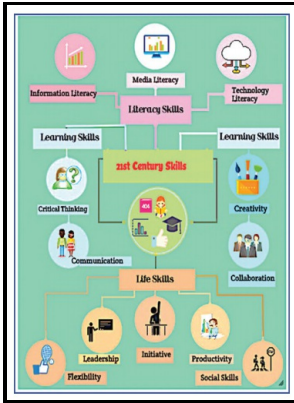 Media Literacy
Information Literacy
Technology
Literacy
Literacy Skills
Learning Skills
Learning Skills
21st Century Skills
Critical Thinking
Creativity
Communication
Collaboration
Life Skills
Leadership
Initiative
Productivity
Flexibility
Social Skills